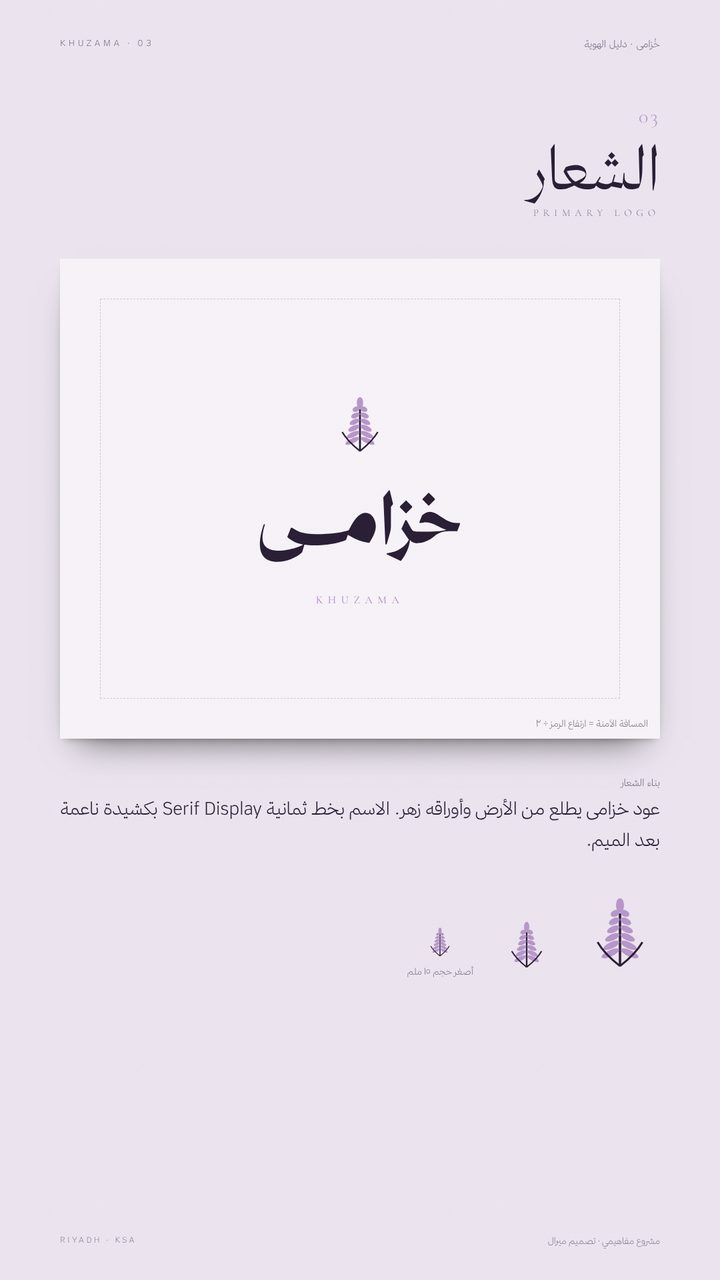 خُزامى · دليل الهوية
KHUZAMA · 03
03
الشعار
PRIMARY LOGO
خزامى
KHUZAMA
المسافة الآمنة = ارتفاع الرمز ÷ ٢
بناء الشعار
عود خزامى يطلع من الأرض وأوراقه زهر. الاسم بخط ثمانية Serif Display بكشيدة ناعمة
بعد الميم.
أصغر حجم ١٥ ملم
مشروع مفاهيمي · تصميم ميرال
RIYADH · KSA